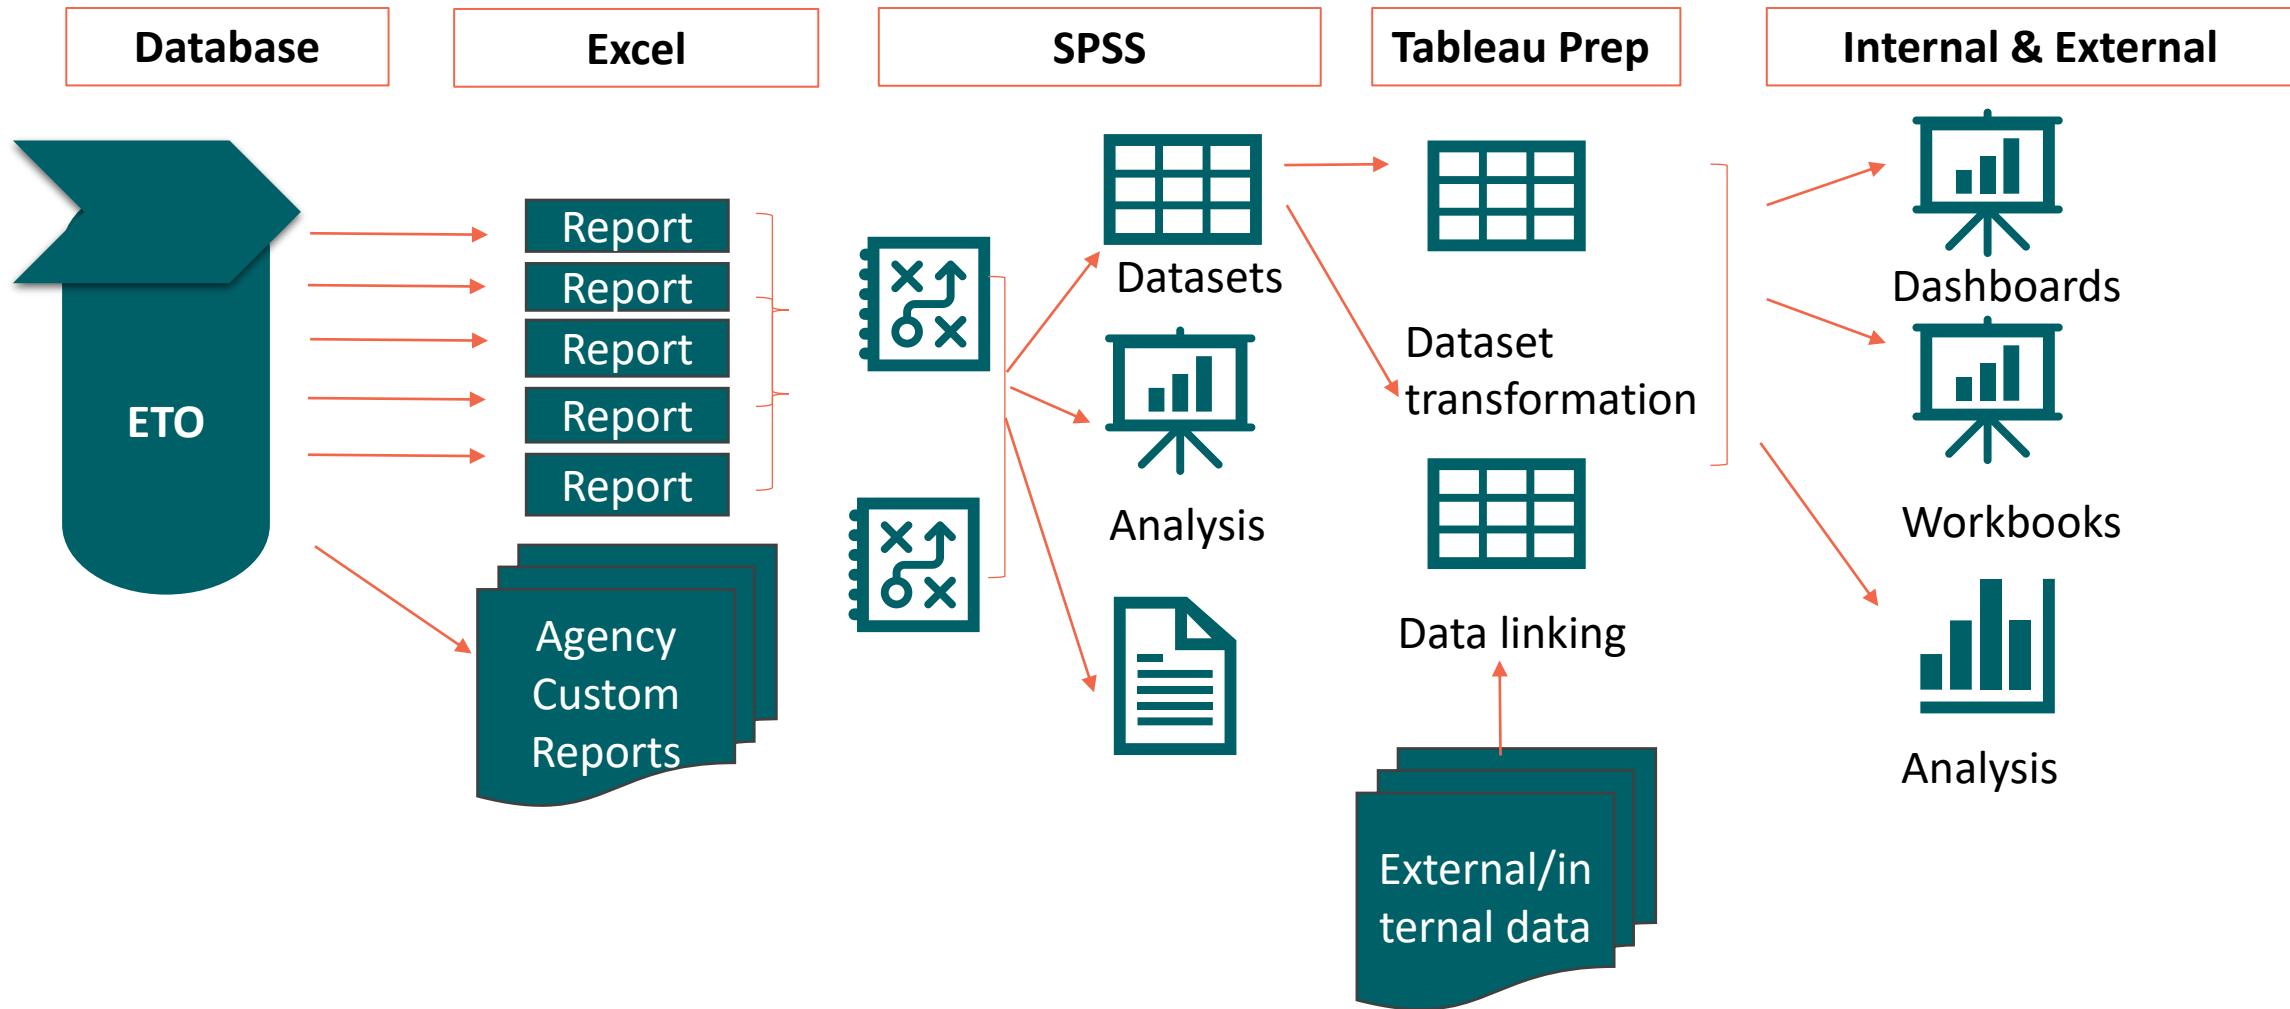 Database
Excel
SPSS
Tableau Prep
Internal & External
ETO
Report
Report
Report
Report
Report
Agency
Custom
Reports
Datasets
Analysis
Dataset
transformation
Data linking
External/in
ternal data
Dashboards
Workbooks
Analysis